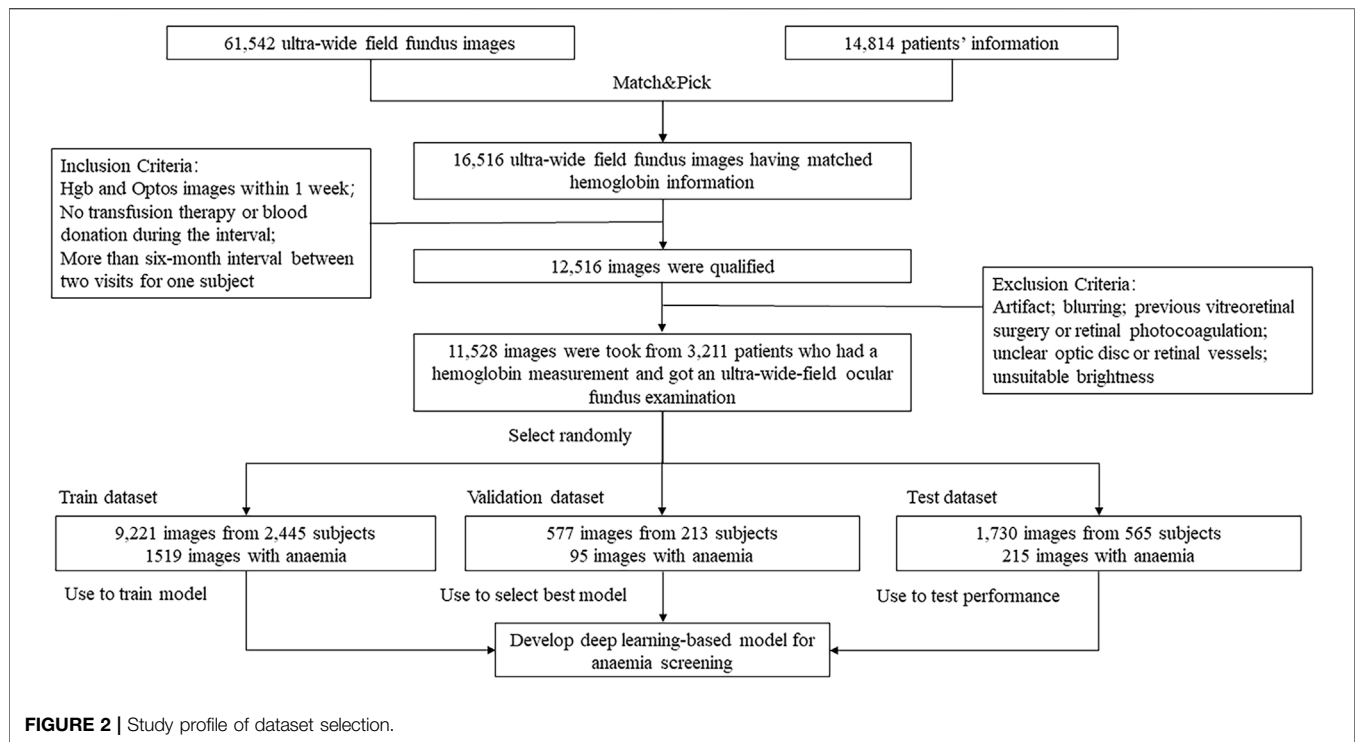 61,542 ultra-wide field fundus images
14,814 patients' information
Match&Pick
16,516 ultra-wide field fundus images having matched
hemoglobin information
Inclusion Criteria:
Hgb and Optos images within 1 week;
No transfusion therapy or blood
donation during the interval;
More than six-month interval between
two visits for one subject
12,516 images were qualified
Exclusion Criteria:
Artifact; blurring; previous vitreoretinal
surgery or retinal photocoagulation;
unclear optic disc or retinal vessels;
unsuitable brightness
11,528 images were took from 3,211 patients who had a
hemoglobin measurement and got an ultra-wide-field ocular
fundus examination
Select randomly
Train dataset
9,221 images from 2,445 subjects
1519 images with anaemia
Use to train model
Validation dataset
577 images from 213 subjects
95 images with anaemia
Use to select best model
Test dataset
1,730 images from 565 subjects
215 images with anaemia
Use to test performance
Develop deep learning-based model for
anaemia screening
FIGURE 2 | Study profile of dataset selection.